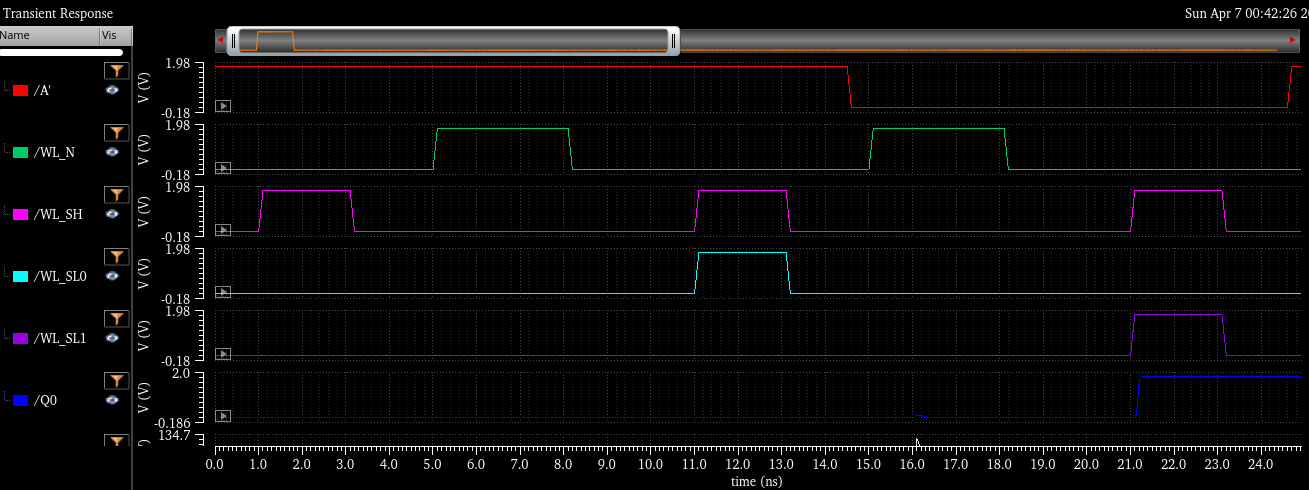 Transient Response
Sun Apr 7 00:42:26 2
Name Vis
/A'
V (V)
1.98
-0.18
/WL_N
V (V)
1.98
-0.18
/WL_SH
V (V)
1.98
-0.18
/WL_SL0
V (V)
1.98
-0.18
/WL_SL1
V (V)
1.98
-0.18
/Q0
V (V)
2.0
-0.186
134.7
0.0 1.0 2.0 3.0 4.0 5.0 6.0 7.0 8.0 9.0 10.0 11.0 12.0 13.0 14.0 15.0 16.0 17.0 18.0 19.0 20.0 21.0 22.0 23.0 24.0
time (ns)